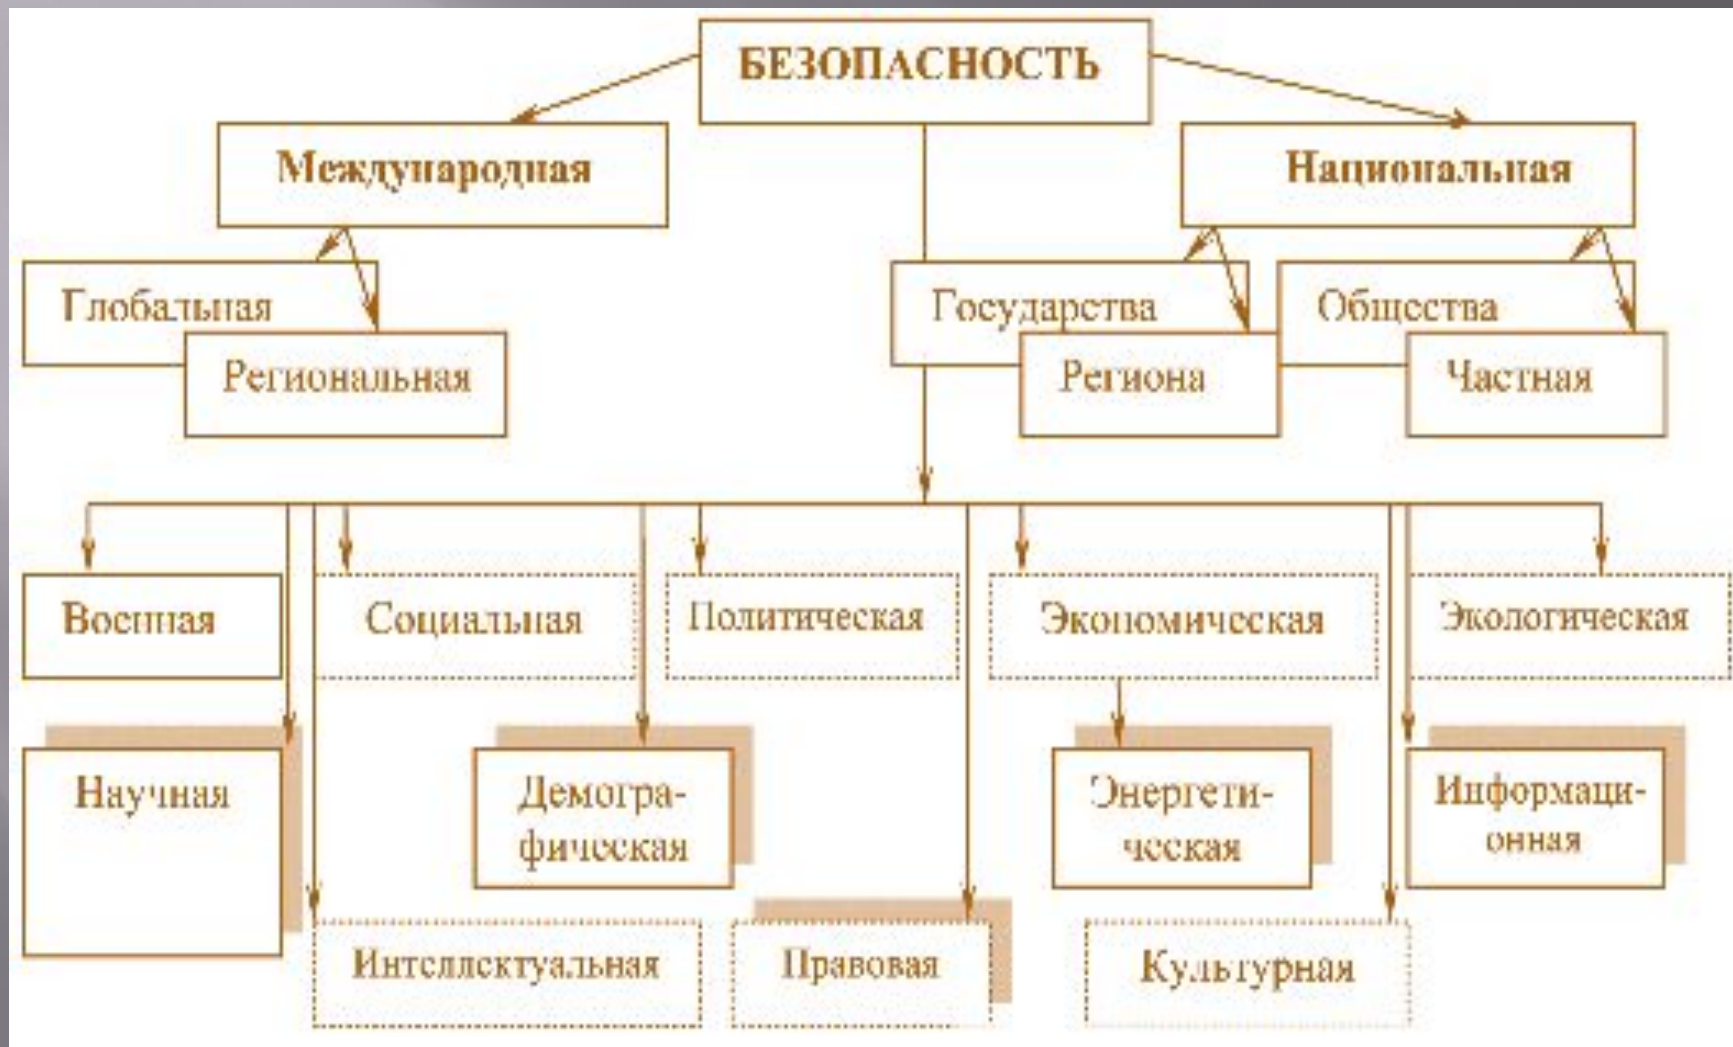 БЕЗОПАСНОСТЬ
Международная
Национальная
Глобальная
Региональная
Государства
Региона
Общества
Частная
Военная
Социальная
Политическая
Экономическая
Экологическая
Научная
Демогра-
фическая
Энергети-
ческая
Информаци-
онная
Интеллектуальная
Правовая
Культурная